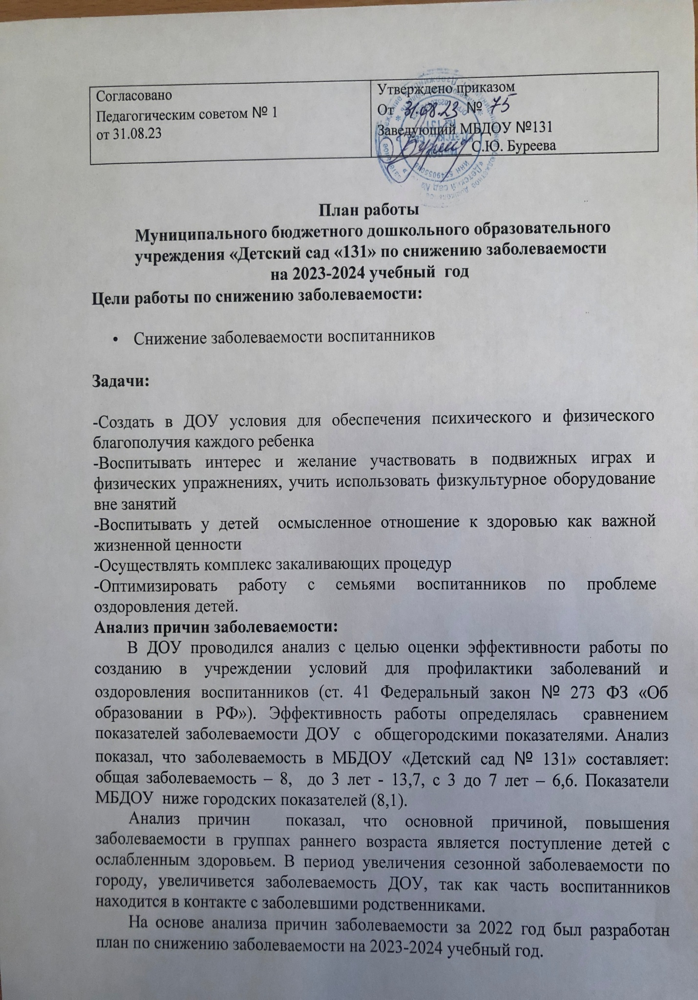 Согласовано
Педагогическим советом № 1
от 31.08.23
Утверждено приказом
От 31.08.23 № 75
Заведующий МБДОУ №131
С.Ю. Буреева
План работы
Муниципального бюджетного дошкольного образовательного
учреждения «Детский сад «131» по снижению заболеваемости
на 2023-2024 учебный год
Цели работы по снижению заболеваемости:
• Снижение заболеваемости воспитанников
Задачи:
-Создать в ДОУ условия для обеспечения психического и физического
благополучия каждого ребенка
-Воспитывать интерес и желание участвовать в подвижных играх и
физических упражнениях, учить использовать физкультурное оборудование
вне занятий
-Воспитывать у детей осмысленное отношение к здоровью как важной
жизненной ценности
-Осуществлять комплекс закаливающих процедур
-Оптимизировать работу с семьями воспитанников по проблеме
оздоровления детей.
Анализ причин заболеваемости:
В ДОУ проводился анализ с целью оценки эффективности работы по
созданию в учреждении условий для профилактики заболеваний и
оздоровления воспитанников (ст. 41 Федеральный закон № 273 ФЗ «Об
образовании в РФ»). Эффективность работы определялась сравнением
показателей заболеваемости ДОУ с общегородскими показателями. Анализ
показал, что заболеваемость в МБДОУ «Детский сад № 131» составляет:
общая заболеваемость – 8, до 3 лет - 13,7, с 3 до 7 лет – 6,6. Показатели
МБДОУ ниже городских показателей (8,1).
Анализ причин показал, что основной причиной, повышения
заболеваемости в группах раннего возраста является поступление детей с
ослабленным здоровьем. В период увеличения сезонной заболеваемости по
городу, увеличивется заболеваемость ДОУ, так как часть воспитанников
находится в контакте с заболевшими родственниками.
На основе анализа причин заболеваемости за 2022 год был разработан
план по снижению заболеваемости на 2023-2024 учебный год.